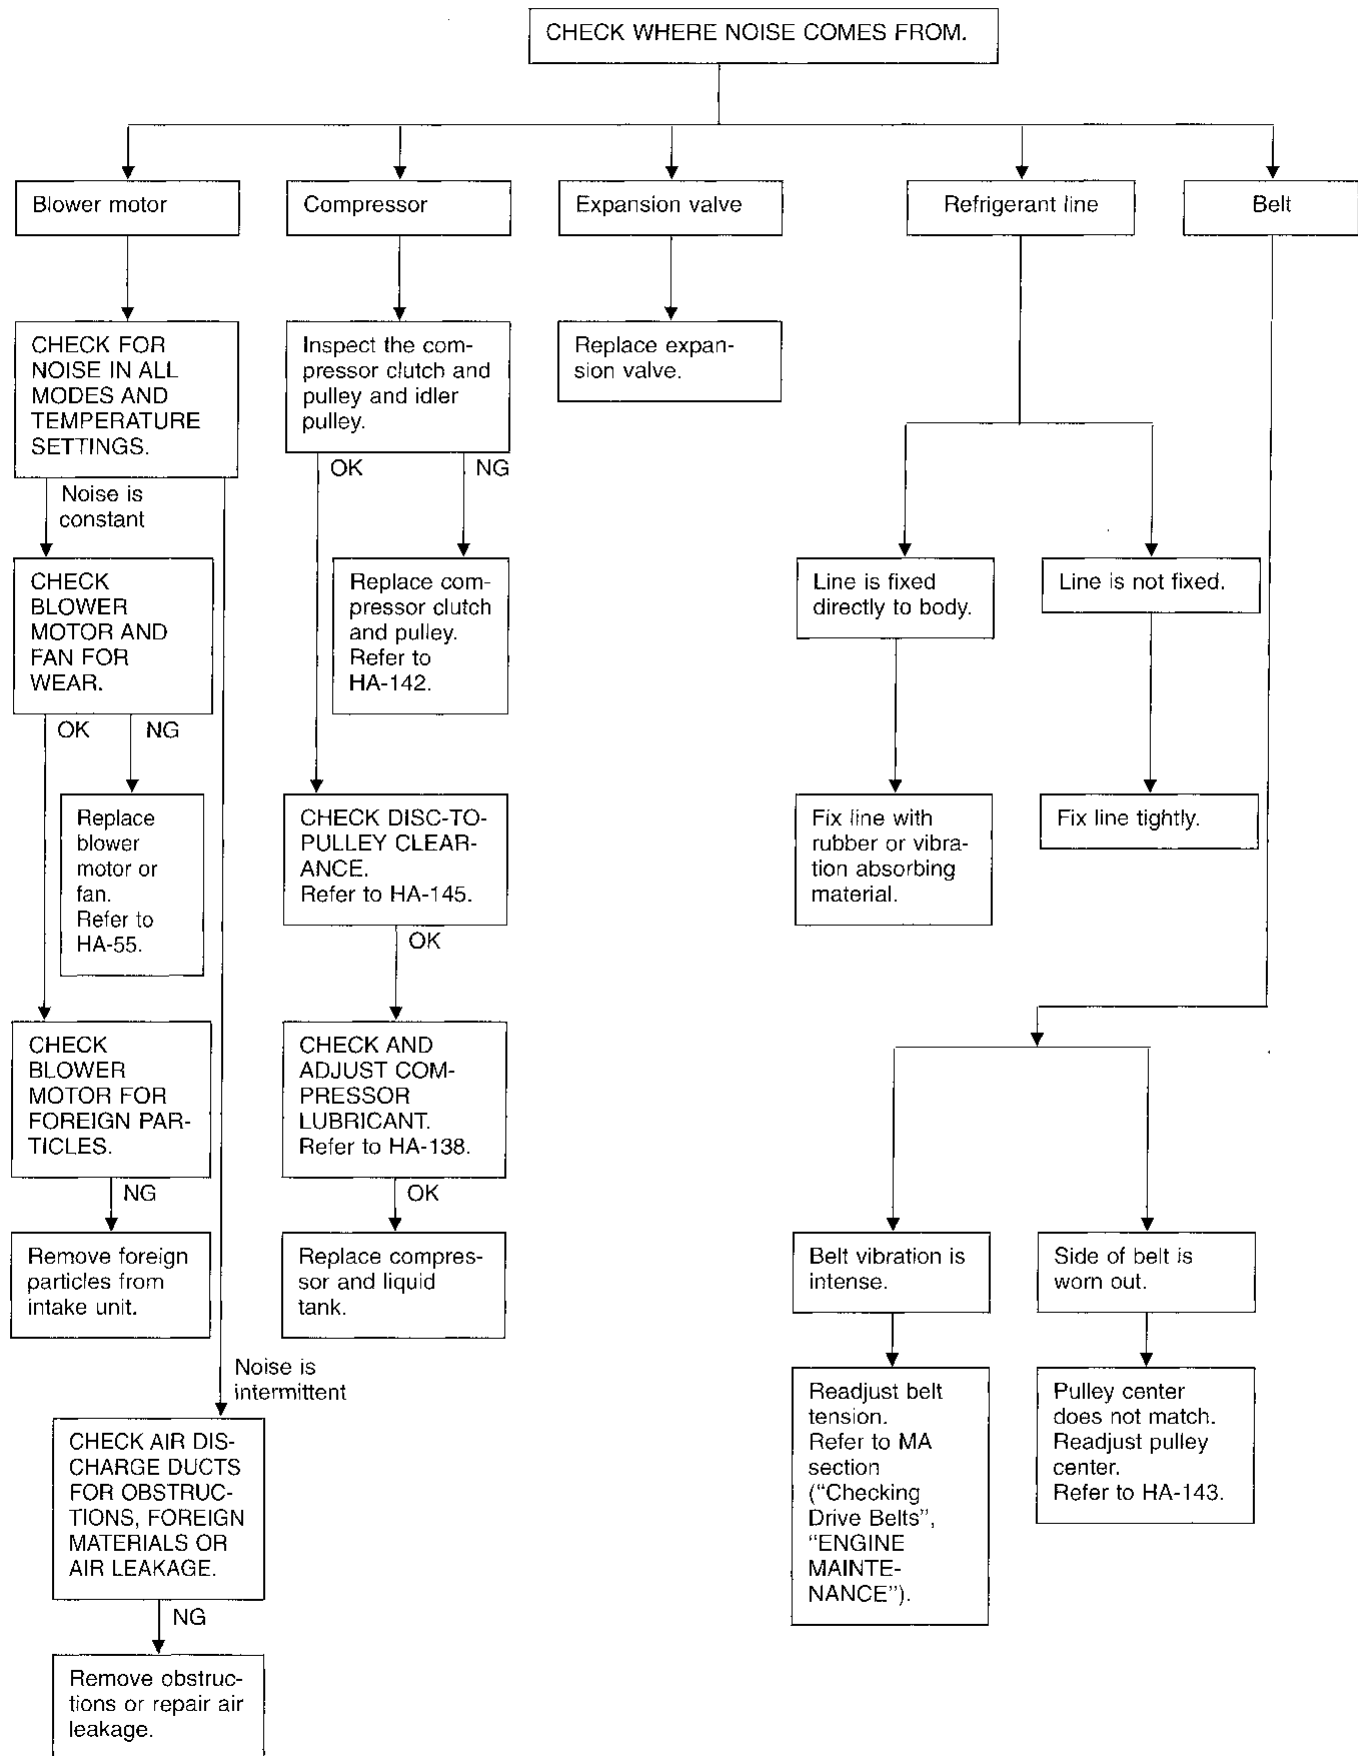 CHECK WHERE NOISE COMES FROM.
Blower motor
Compressor
Expansion valve
Refrigerant line
Belt
CHECK FOR
NOISE IN ALL
MODES AND
TEMPERATURE
SETTINGS.
Inspect the com-
pressor clutch and
pulley and idler
pulley.
Replace expan-
sion valve.
OK
NG
Noise is
constant
CHECK
BLOWER
MOTOR AND
FAN FOR
WEAR.
Replace com-
pressor clutch
and pulley.
Refer to
HA-142.
Line is fixed
directly to body.
Line is not fixed.
OK
NG
Replace
blower
motor or
fan.
Refer to
HA-55.
CHECK DISC-TO-
PULLEY CLEAR-
ANCE.
Refer to HA-145.
Fix line with
rubber or vibra-
tion absorbing
material.
Fix line tightly.
OK
CHECK
BLOWER
MOTOR FOR
FOREIGN PAR-
TICLES.
CHECK AND
ADJUST COM-
PRESSOR
LUBRICANT.
Refer to HA-138.
NG
OK
Remove foreign
particles from
intake unit.
Replace compres-
sor and liquid
tank.
Belt vibration is
intense.
Side of belt is
worn out.
Noise is
intermittent
Readjust belt
tension.
Refer to MA
section
("Checking
Drive Belts",
"ENGINE
MAINTE-
NANCE").
Pulley center
does not match.
Readjust pulley
center.
Refer to HA-143.
CHECK AIR DIS-
CHARGE DUCTS
FOR OBSTRUC-
TIONS, FOREIGN
MATERIALS OR
AIR LEAKAGE.
NG
Remove obstruc-
tions or repair air
leakage.